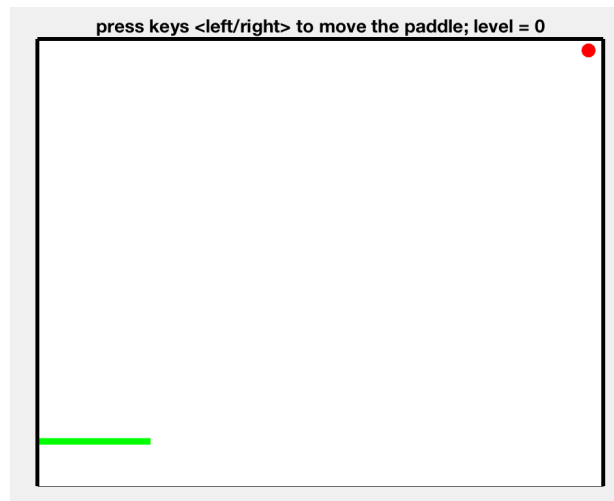 press keys <left/right> to move the paddle; level = 0